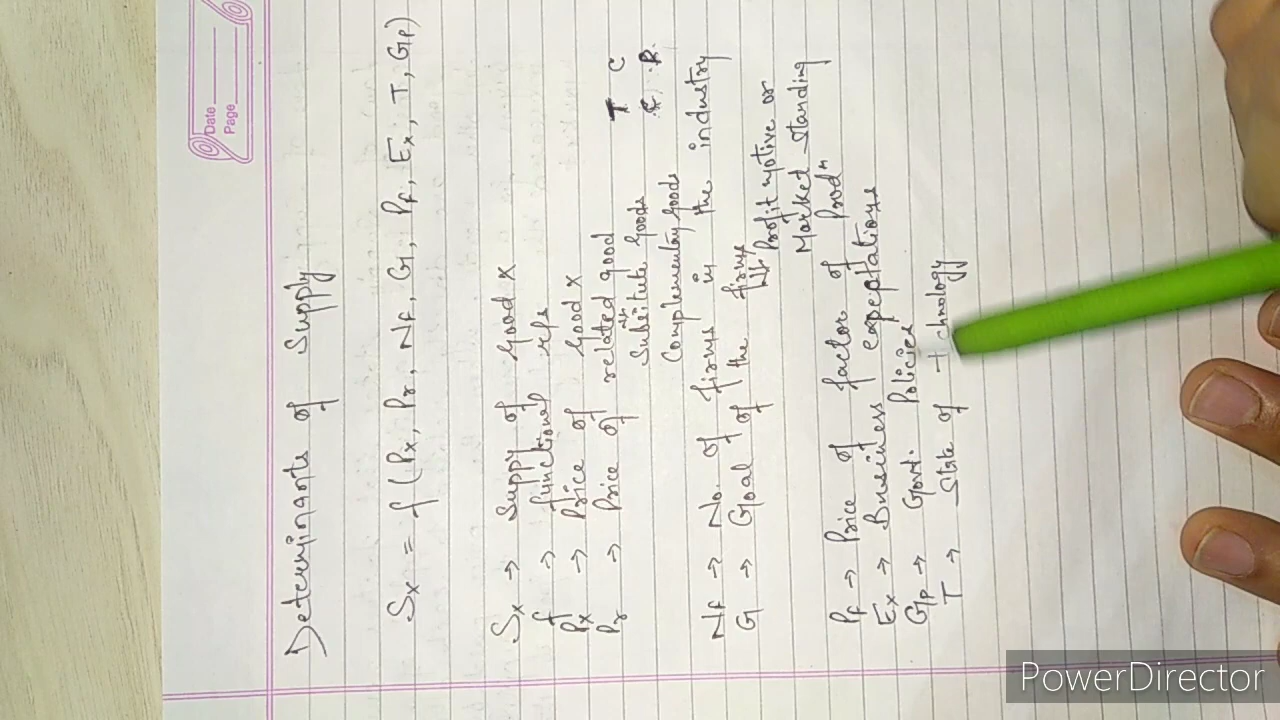 Date
Page
Determinants of Supply
Sx = f (Px, Pr, Nf, G, Pf, Ex, T, Gp)
Sx → Supply of good x
f → functional rls
Px → Price of Good x
Pr → Price of related good
Substitute Goods
Complementary Goods
T C
C R
Nf → No. of firms in the industry
G → Goal of the firms
Profit motive or
Market Standing
Pf → Price of factor of Prodⁿ
Ex → Business expeptations
Gp → Govt. Policies
T → State of t chnology
PowerDirector